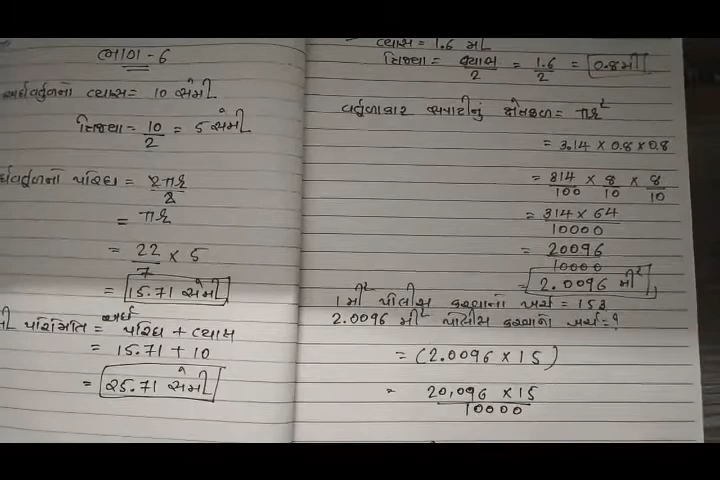 ભાગ - 6
અર્ધવર્તુળનો વ્યાસ = 10 સેમી
ત્રિજ્યા = 10/2 = 5 સેમી
પરિઘ = 2πr/2
= πr
= 22/7 × 5
= 15.71 સેમી
પરિમિતિ = અર્ધ પરિઘ + વ્યાસ
= 15.71 + 10
= 25.71 સેમી
વ્યાસ = 1.6 મી
ત્રિજ્યા = વ્યાસ/2 = 1.6/2 = 0.8 મી
વર્તુળાકાર સપાટીનું ક્ષેત્રફળ = πr²
= 3.14 × 0.8 × 0.8
= 314/100 × 8/10 × 8/10
= 314 × 64/10000
= 20096/10000
= 2.0096 મી²
1 મી² પોલીસ કરવાનો ખર્ચ = 15 રૂ
2.0096 મી² પોલીસ કરવાનો ખર્ચ = ?
= (2.0096 × 15)
= 20,096 × 15/10000